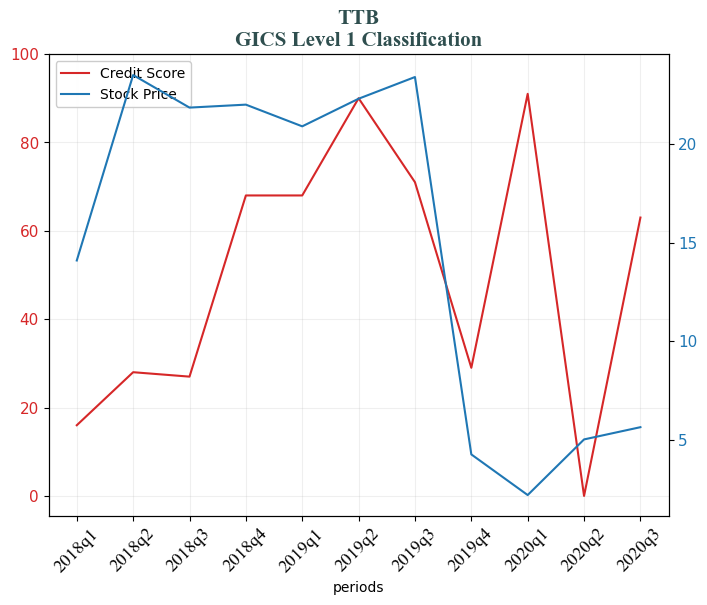 TTB
GICS Level 1 Classification
Credit Score
Stock Price
100
80
60
40
20
0
20
15
10
5
2018q1
2018q2
2018q3
2018q4
2019q1
2019q2
2019q3
2019q4
2020q1
2020q2
2020q3
periods